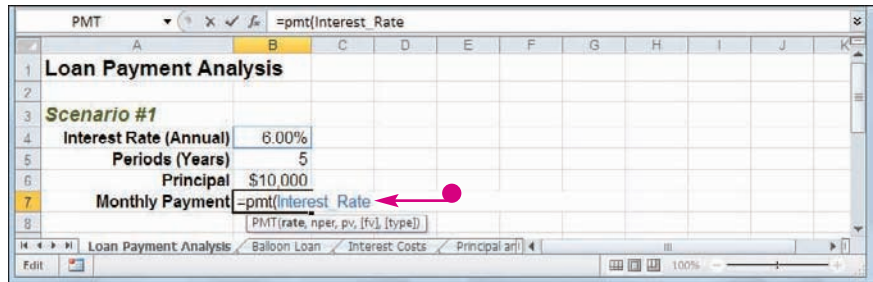 PMT =pmt(Interest_Rate
A B C D E F G H I J K
1 Loan Payment Analysis
2
3 Scenario #1
4 Interest Rate (Annual) 6.00%
5 Periods (Years) 5
6 Principal $10,000
7 Monthly Payment =pmt(Interest_Rate
8 PMT(rate, nper, pv, [fv], [type])
Loan Payment Analysis Balloon Loan Interest Costs Principal an
Edit 100%